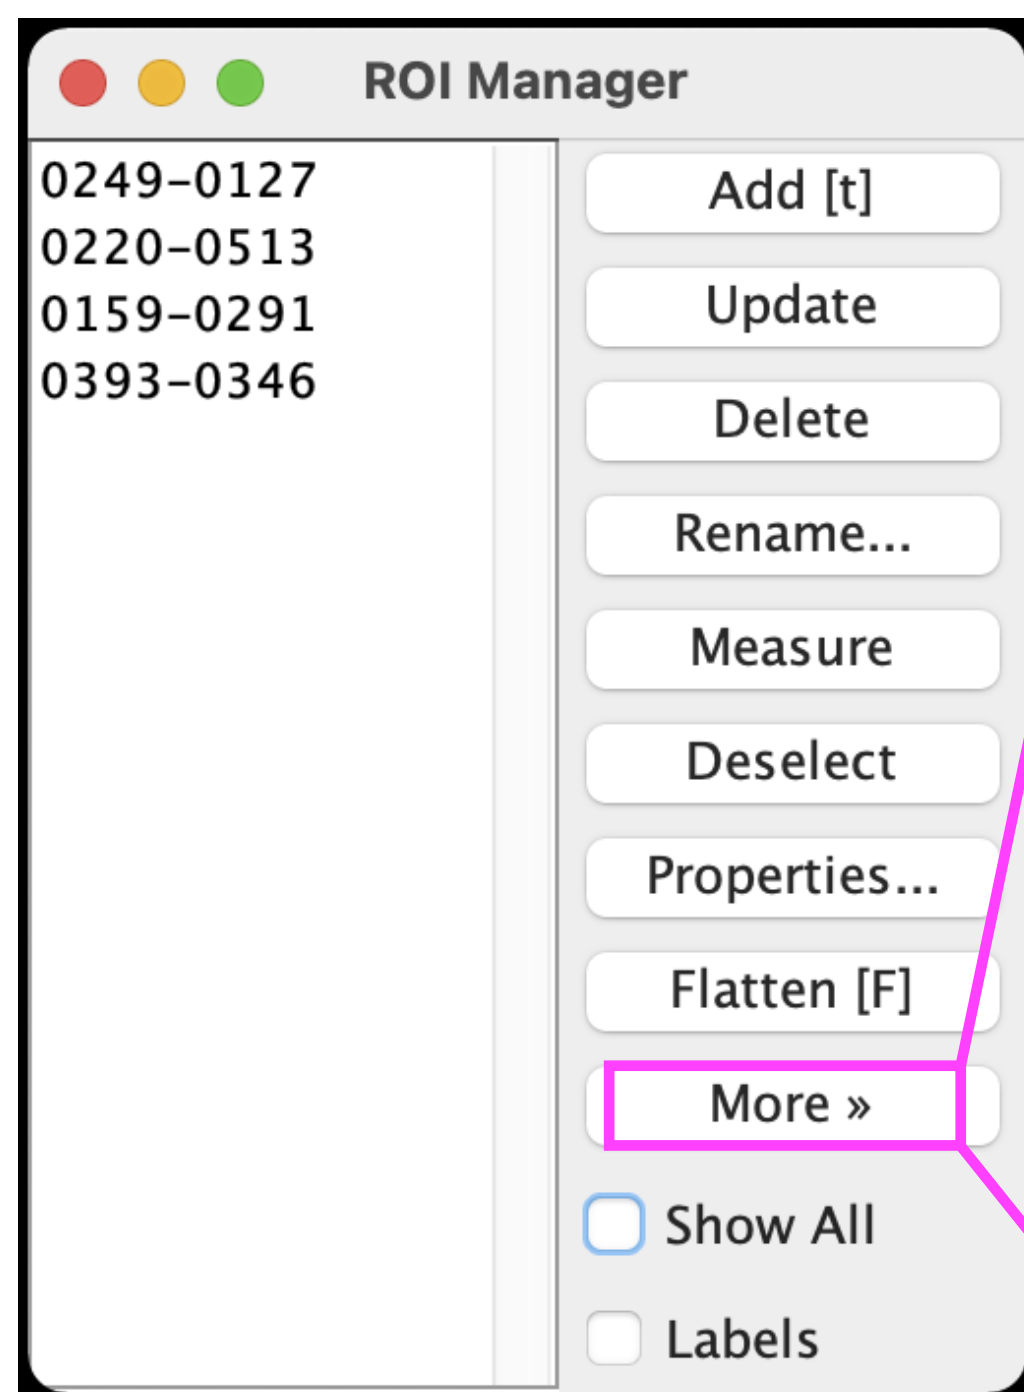 ROI Manager
0249-0127
0220-0513
0159-0291
0393-0346
Add [t]
Update
Delete
Rename...
Measure
Deselect
Properties...
Flatten [F]
More »
Show All
Labels